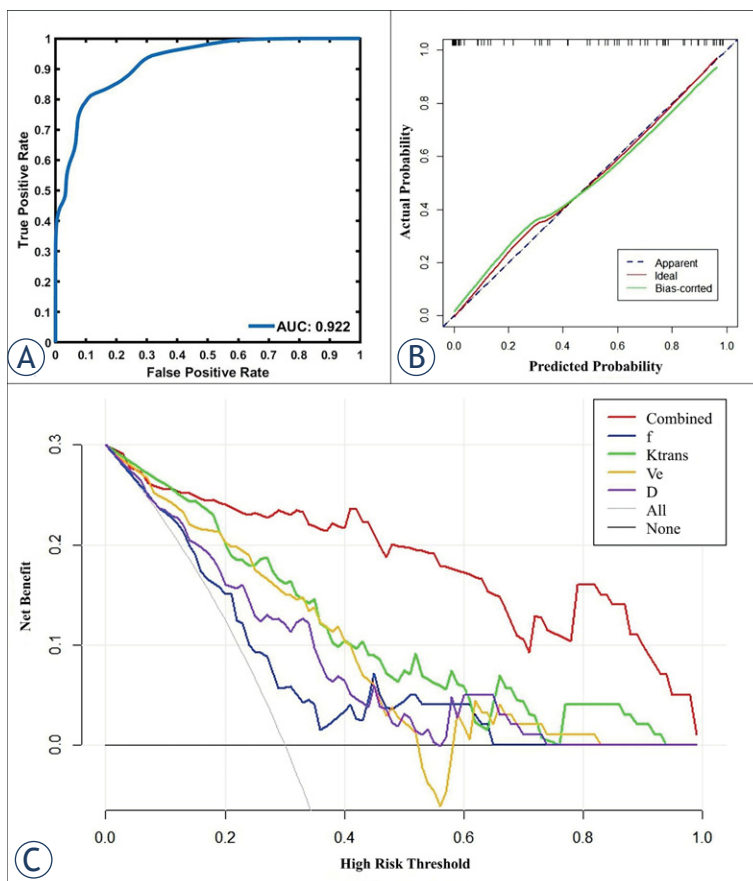 1
0.9
0.8
0.7
0.6
0.5
0.4
0.3
0.2
0.1
0
True Positive Rate
AUC: 0.922
0 0.1 0.2 0.3 0.4 0.5 0.6 0.7 0.8 0.9 1
False Positive Rate
A
1.0
0.8
0.6
0.4
0.2
0.0
Actual Probability
Apparent
Ideal
Bias-corrted
0.0 0.2 0.4 0.6 0.8 1.0
Predicted Probability
B
0.3
0.2
0.1
0.0
Net Benefit
Combined
f
Ktrans
Ve
D
All
None
0.0 0.2 0.4 0.6 0.8 1.0
High Risk Threshold
C